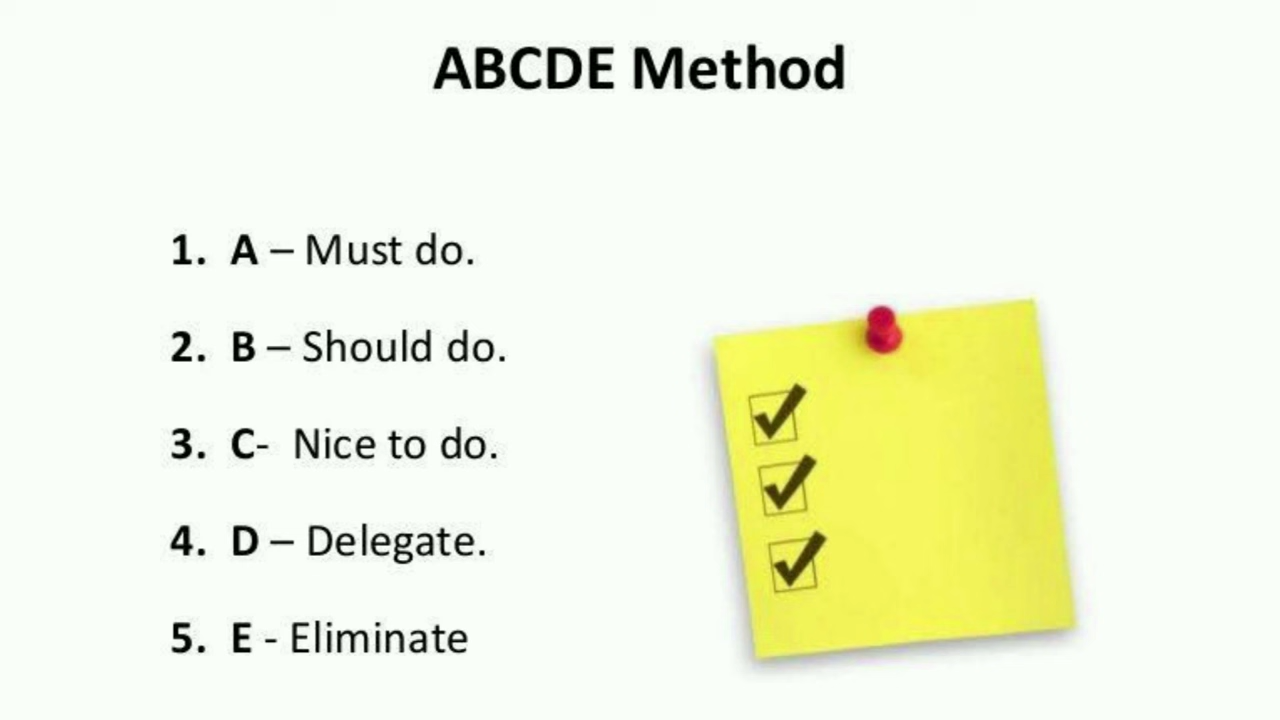 ABCDE Method
1. A – Must do.
2. B – Should do.
3. C-  Nice to do.
4. D – Delegate.
5. E - Eliminate